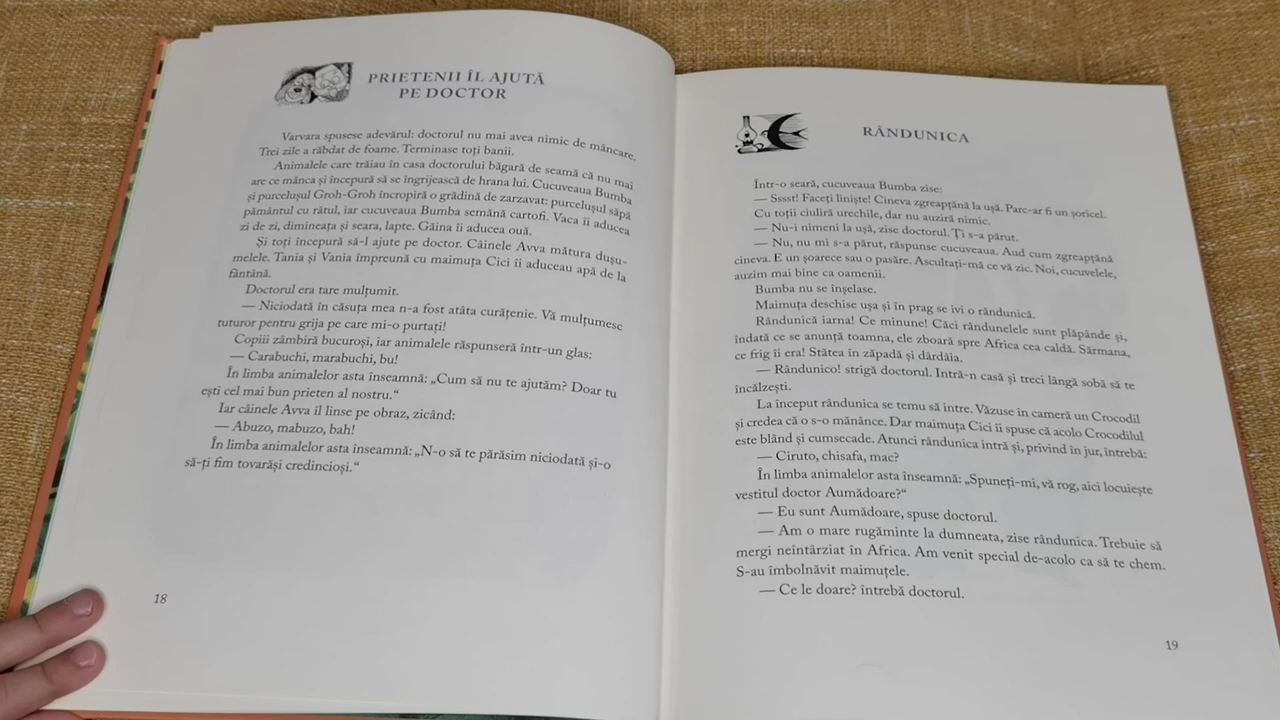 PRIETENII ÎL AJUTĂ
PE DOCTOR
Varvara spusese adevărul: doctorul nu mai avea nimic de mâncare.
Trei zile a răbdat de foame. Terminase toți banii.
Animalele care trăiau în casa doctorului băgară de seamă că nu mai
are ce mânca și începură să se îngrijească de hrana lui. Cucuveaua Bumba
și purcelușul Groh-Groh încropiră o grădină de zarzavat: purcelușul săpă
pământul cu râtul, iar cucuveaua Bumba semănă cartofi. Vaca îi aducea
zi de zi, dimineața și seara, lapte. Găina îi aducea ouă.
Și toți începură să-l ajute pe doctor. Câinele Avva mătura dușu-
melele. Tania și Vania împreună cu maimuța Cici îi aduceau apă de la
fântână.
Doctorul era tare mulțumit.
— Niciodată în căsuța mea n-a fost atâta curățenie. Vă mulțumesc
tuturor pentru grija pe care mi-o purtați!
Copiii zâmbiră bucuroși, iar animalele răspunseră într-un glas:
— Carabuchi, marabuchi, bu!
În limba animalelor asta înseamnă: „Cum să nu te ajutăm? Doar tu
ești cel mai bun prieten al nostru.“
Iar câinele Avva îl linse pe obraz, zicând:
— Abuzo, mabuzo, bah!
În limba animalelor asta înseamnă: „N-o să te părăsim niciodată și-o
să-ți fim tovarăși credincioși.“
18
RÂNDUNICA
Într-o seară, cucuveaua Bumba zise:
— Sssst! Faceți liniște! Cineva zgreapțănă la ușă. Parc-ar fi un șoricel.
Cu toții ciuliră urechile, dar nu auziră nimic.
— Nu-i nimeni la ușă, zise doctorul. Ți s-a părut.
— Nu, nu mi s-a părut, răspunse cucuveaua. Aud cum zgreapțănă
cineva. E un șoarece sau o pasăre. Ascultați-mă ce vă zic. Noi, cucuvelele,
auzim mai bine ca oamenii.
Bumba nu se înșelase.
Maimuța deschise ușa și în prag se ivi o rândunică.
Rândunică iarna! Ce minune! Căci rândunelele sunt plăpânde și,
îndată ce se anunță toamna, ele zboară spre Africa cea caldă. Sărmana,
ce frig îi era! Stătea în zăpadă și dârdâia.
— Rândunico! strigă doctorul. Intră-n casă și treci lângă sobă să te
încălzești.
La început rândunica se temu să intre. Văzuse în cameră un Crocodil
și credea că o s-o mănânce. Dar maimuța Cici îi spuse că acolo Crocodilul
este blând și cumsecade. Atunci rândunica intră și, privind în jur, întrebă:
— Ciruto, chisafa, mac?
În limba animalelor asta înseamnă: „Spuneți-mi, vă rog, aici locuiește
vestitul doctor Aumădoare?“
— Eu sunt Aumădoare, spuse doctorul.
— Am o mare rugăminte la dumneata, zise rândunica. Trebuie să
mergi neîntârziat în Africa. Am venit special de-acolo ca să te chem.
S-au îmbolnăvit maimuțele.
— Ce le doare? întrebă doctorul.
19